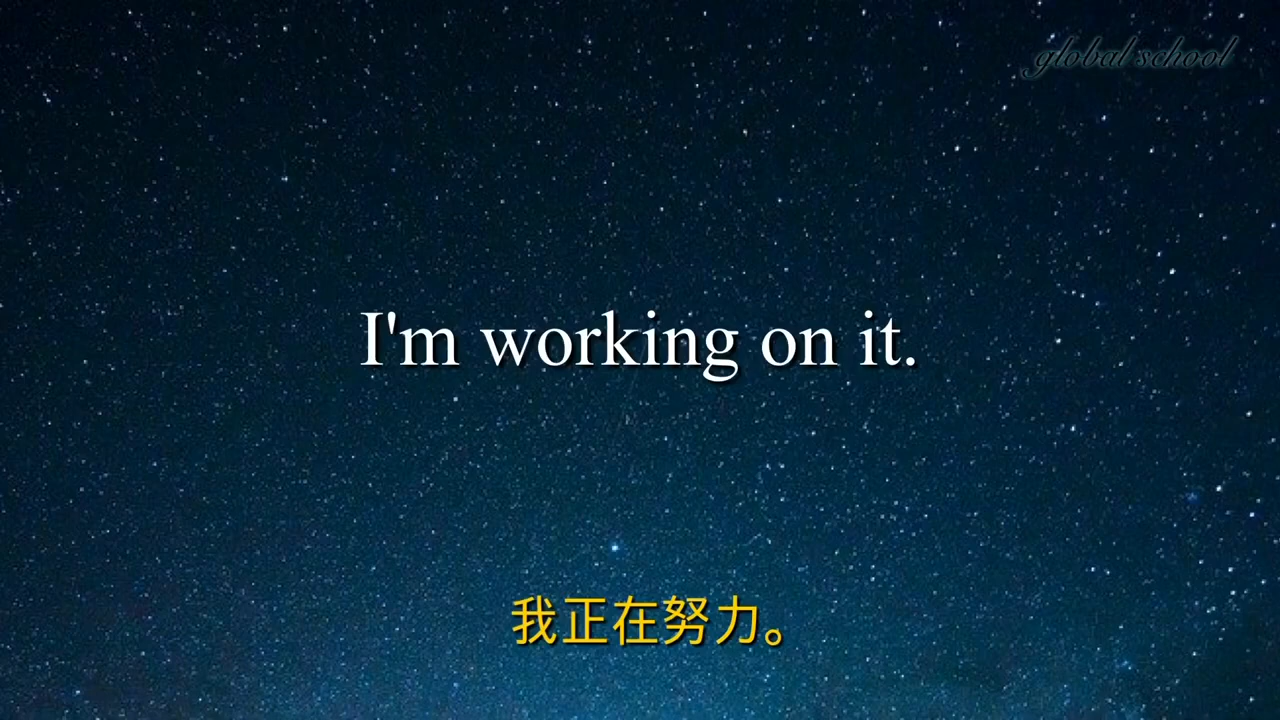 global school
I'm working on it.
我正在努力。